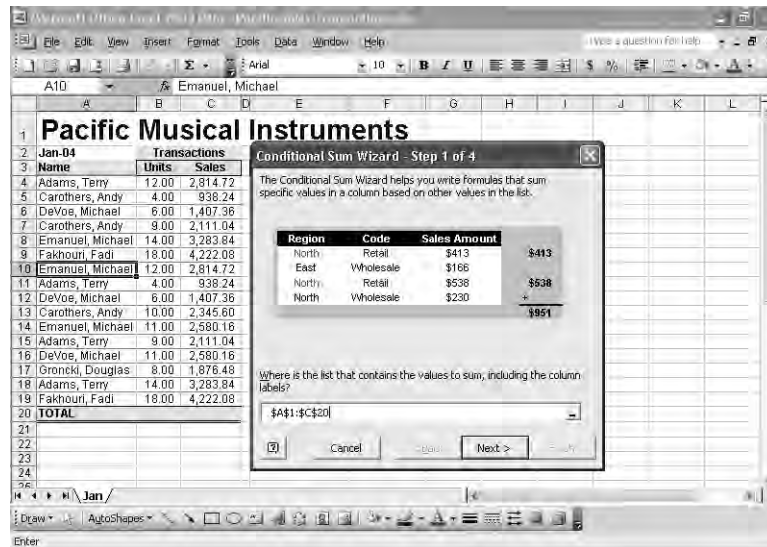 File Edit View Insert Format Tools Data Window Help
Arial 10 B I U $ %
A10 fx Emanuel, Michael
A B C D E F G H I J K L
1 Pacific Musical Instruments
2 Jan-04 Transactions
3 Name Units Sales
4 Adams, Terry 12.00 2,814.72
5 Carothers, Andy 4.00 938.24
6 DeVoe, Michael 6.00 1,407.36
7 Carothers, Andy 9.00 2,111.04
8 Emanuel, Michael 14.00 3,283.84
9 Fakhouri, Fadi 18.00 4,222.08
10 Emanuel, Michael 12.00 2,814.72
11 Adams, Terry 4.00 938.24
12 DeVoe, Michael 6.00 1,407.36
13 Carothers, Andy 10.00 2,345.60
14 Emanuel, Michael 11.00 2,580.16
15 Adams, Terry 9.00 2,111.04
16 DeVoe, Michael 11.00 2,580.16
17 Groncki, Douglas 8.00 1,876.48
18 Adams, Terry 14.00 3,283.84
19 Fakhouri, Fadi 18.00 4,222.08
20 TOTAL
21
22
23
24
Conditional Sum Wizard - Step 1 of 4
The Conditional Sum Wizard helps you write formulas that sum
specific values in a column based on other values in the list.
Region Code Sales Amount
North Retail $413 $413
East Wholesale $166
North Retail $538 $538
North Wholesale $230 +
$951
Where is the list that contains the values to sum, including the column
labels?
$A$1:$C$20
Cancel Next >
Jan
Draw AutoShapes
Enter